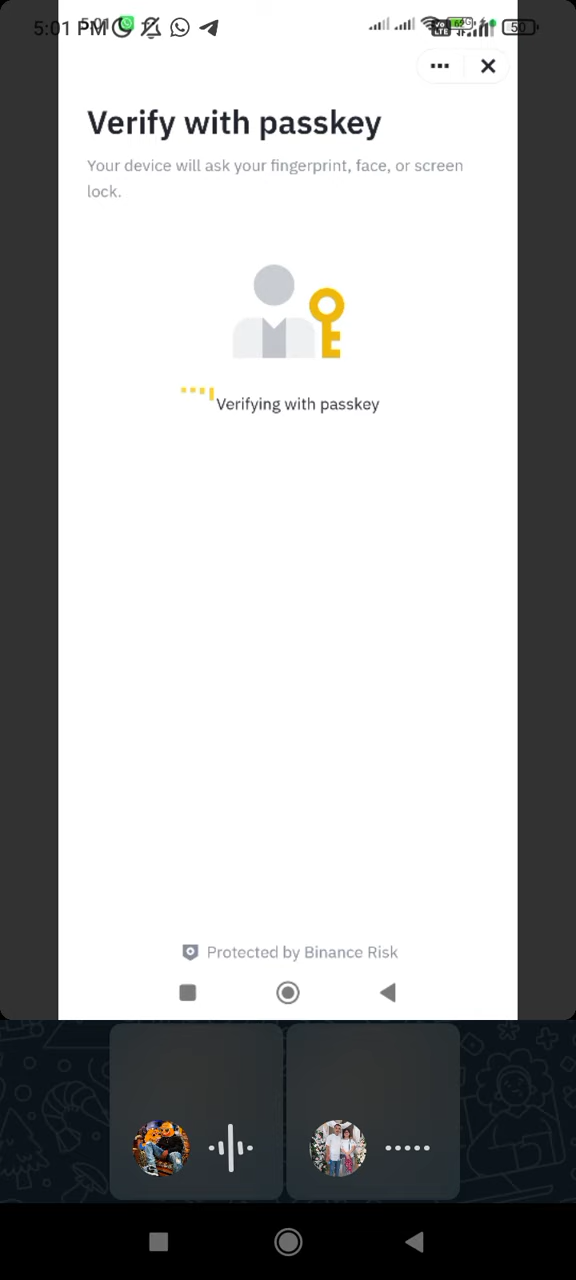 5:01 PM
50
Verify with passkey
Your device will ask your fingerprint, face, or screen
lock.
Verifying with passkey
Protected by Binance Risk